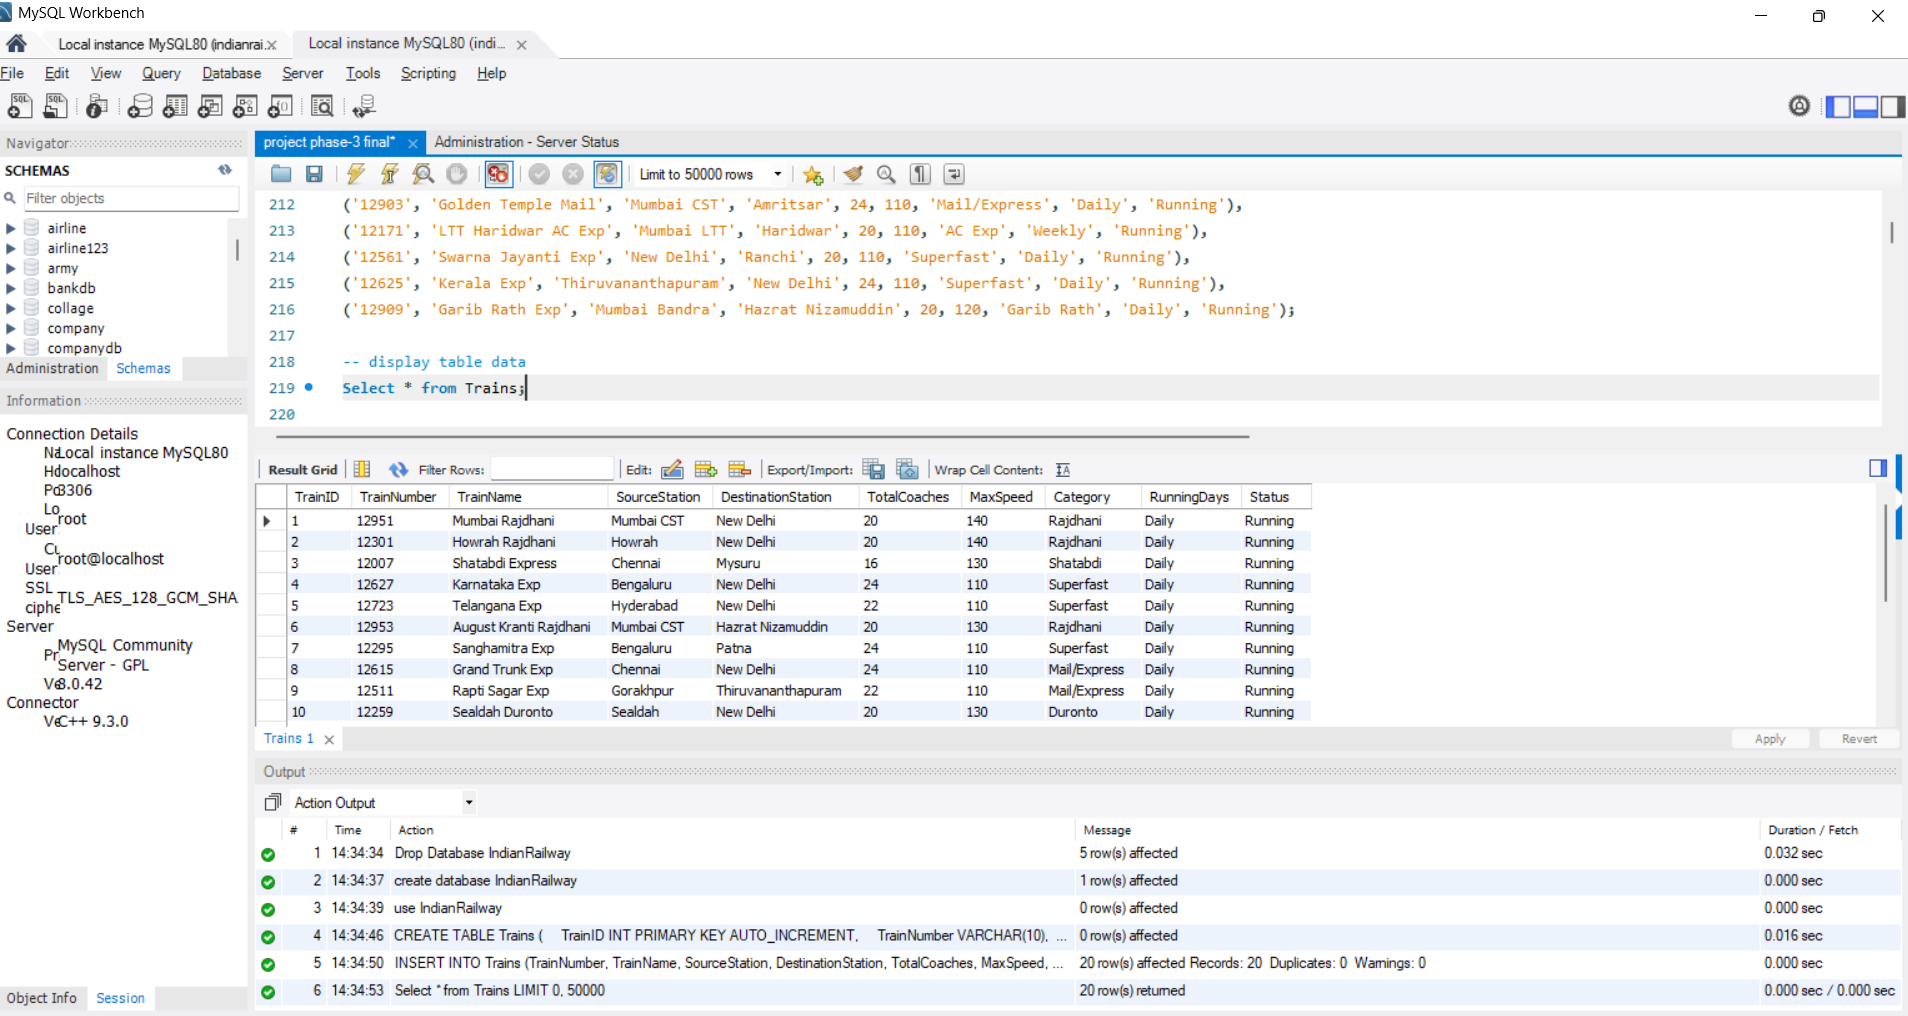 MySQL Workbench
Local instance MySQL80 (indianrai... Local instance MySQL80 (indi...
File Edit View Query Database Server Tools Scripting Help
Navigator
SCHEMAS
Filter objects
airline
airline123
army
bankdb
collage
company
companydb
Administration Schemas
Information
Connection Details
Local instance MySQL80
localhost
3306
root
User
root@localhost
User
SSL
TLS_AES_128_GCM_SHA
Server
MySQL Community
Server - GPL
8.0.42
Connector
C++ 9.3.0
Object Info Session
project phase-3 final* Administration - Server Status
Limit to 50000 rows
212 ('12903', 'Golden Temple Mail', 'Mumbai CST', 'Amritsar', 24, 110, 'Mail/Express', 'Daily', 'Running'),
213 ('12171', 'LTT Haridwar AC Exp', 'Mumbai LTT', 'Haridwar', 20, 110, 'AC Exp', 'Weekly', 'Running'),
214 ('12561', 'Swarna Jayanti Exp', 'New Delhi', 'Ranchi', 20, 110, 'Superfast', 'Daily', 'Running'),
215 ('12625', 'Kerala Exp', 'Thiruvananthapuram', 'New Delhi', 24, 110, 'Superfast', 'Daily', 'Running'),
216 ('12909', 'Garib Rath Exp', 'Mumbai Bandra', 'Hazrat Nizamuddin', 20, 120, 'Garib Rath', 'Daily', 'Running');
217
218 -- display table data
219 Select * from Trains;
220
Result Grid Filter Rows: Edit: Export/Import: Wrap Cell Content:
TrainID TrainNumber TrainName SourceStation DestinationStation TotalCoaches MaxSpeed Category RunningDays Status
1 12951 Mumbai Rajdhani Mumbai CST New Delhi 20 140 Rajdhani Daily Running
2 12301 Howrah Rajdhani Howrah New Delhi 20 140 Rajdhani Daily Running
3 12007 Shatabdi Express Chennai Mysuru 16 130 Shatabdi Daily Running
4 12627 Karnataka Exp Bengaluru New Delhi 24 110 Superfast Daily Running
5 12723 Telangana Exp Hyderabad New Delhi 22 110 Superfast Daily Running
6 12953 August Kranti Rajdhani Mumbai CST Hazrat Nizamuddin 20 130 Rajdhani Daily Running
7 12295 Sanghamitra Exp Bengaluru Patna 24 110 Superfast Daily Running
8 12615 Grand Trunk Exp Chennai New Delhi 24 110 Mail/Express Daily Running
9 12511 Rapti Sagar Exp Gorakhpur Thiruvananthapuram 22 110 Mail/Express Daily Running
10 12259 Sealdah Duronto Sealdah New Delhi 20 130 Duronto Daily Running
Trains 1 Apply Revert
Output
Action Output
# Time Action Message Duration / Fetch
1 14:34:34 Drop Database IndianRailway 5 row(s) affected 0.032 sec
2 14:34:37 create database IndianRailway 1 row(s) affected 0.000 sec
3 14:34:39 use IndianRailway 0 row(s) affected 0.000 sec
4 14:34:46 CREATE TABLE Trains ( TrainID INT PRIMARY KEY AUTO_INCREMENT, TrainNumber VARCHAR(10), ... 0 row(s) affected 0.016 sec
5 14:34:50 INSERT INTO Trains (TrainNumber, TrainName, SourceStation, DestinationStation, TotalCoaches, MaxSpeed, ... 20 row(s) affected Records: 20 Duplicates: 0 Warnings: 0 0.000 sec
6 14:34:53 Select * from Trains LIMIT 0, 50000 20 row(s) returned 0.000 sec / 0.000 sec